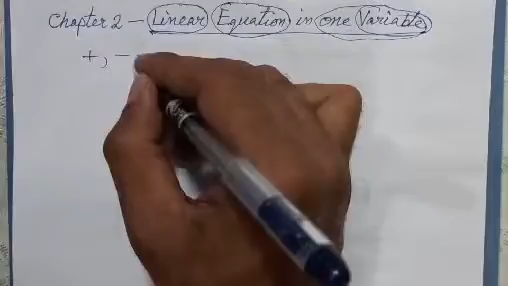 Chapter 2 - Linear Equation in one Variable
+, -